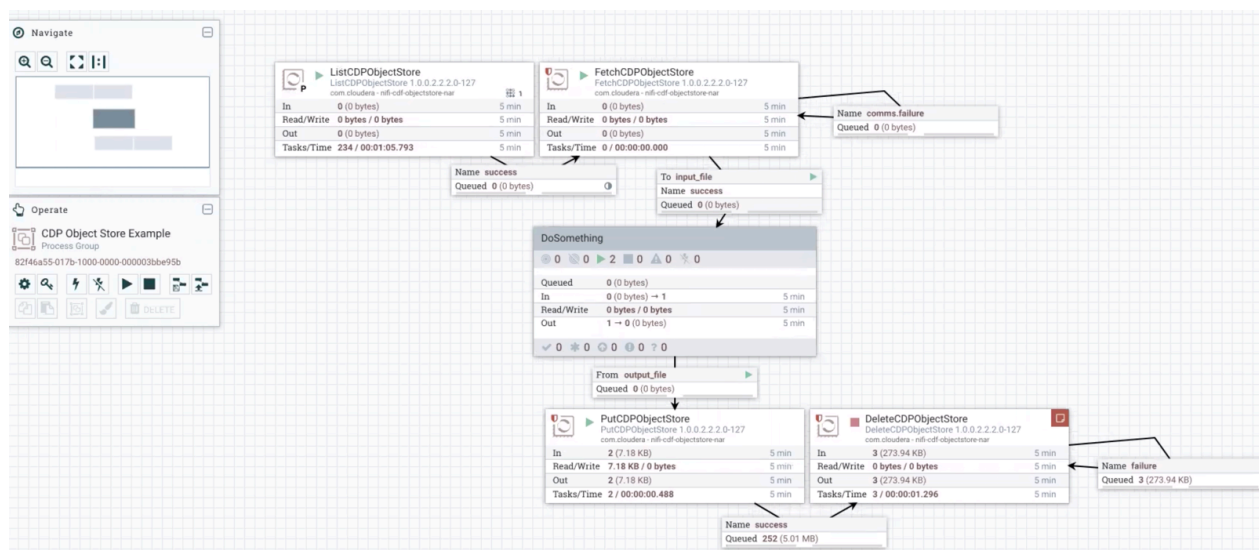 Navigate
Operate
CDP Object Store Example
Process Group
82f46a55-017b-1000-0000-000003bbe95b
DELETE
ListCDPObjectStore
ListCDPObjectStore 1.0.0.2.2.2.0-127
com.cloudera - nifi-cdf-objectstore-nar
P
1
In 0 (0 bytes) 5 min
Read/Write 0 bytes / 0 bytes 5 min
Out 0 (0 bytes) 5 min
Tasks/Time 234 / 00:01:05.793 5 min
FetchCDPObjectStore
FetchCDPObjectStore 1.0.0.2.2.2.0-127
com.cloudera - nifi-cdf-objectstore-nar
In 0 (0 bytes) 5 min
Read/Write 0 bytes / 0 bytes 5 min
Out 0 (0 bytes) 5 min
Tasks/Time 0 / 00:00:00.000 5 min
Name comms.failure
Queued 0 (0 bytes)
Name success
Queued 0 (0 bytes)
To input_file
Name success
Queued 0 (0 bytes)
DoSomething
0 0 2 0 0 0
Queued 0 (0 bytes)
In 0 (0 bytes) → 1 5 min
Read/Write 0 bytes / 0 bytes 5 min
Out 1 → 0 (0 bytes) 5 min
0 0 0 0 ? 0
From output_file
Queued 0 (0 bytes)
PutCDPObjectStore
PutCDPObjectStore 1.0.0.2.2.2.0-127
com.cloudera - nifi-cdf-objectstore-nar
In 2 (7.18 KB) 5 min
Read/Write 7.18 KB / 0 bytes 5 min
Out 2 (7.18 KB) 5 min
Tasks/Time 2 / 00:00:00.488 5 min
DeleteCDPObjectStore
DeleteCDPObjectStore 1.0.0.2.2.2.0-127
com.cloudera - nifi-cdf-objectstore-nar
In 3 (273.94 KB) 5 min
Read/Write 0 bytes / 0 bytes 5 min
Out 3 (273.94 KB) 5 min
Tasks/Time 3 / 00:00:01.296 5 min
Name failure
Queued 3 (273.94 KB)
Name success
Queued 252 (5.01 MB)